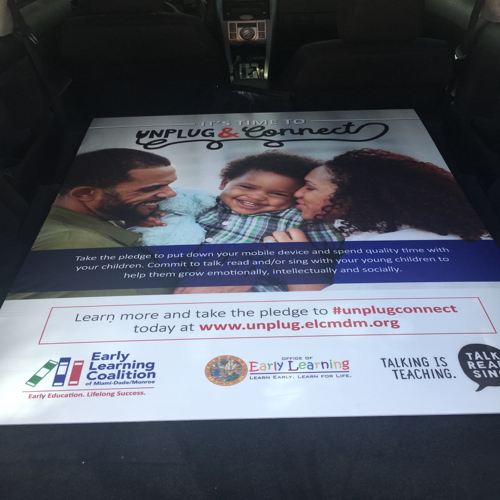 IT'S TIME TO
UNPLUG & Connect
Take the pledge to put down your mobile device and spend quality time with
your children. Commit to talk, read and/or sing with your young children to
help them grow emotionally, intellectually and socially.
Learn more and take the pledge to #unplugconnect
today at www.unplug.elcmdm.org
Early
Learning
Coalition
of Miami-Dade/Monroe
Early Education. Lifelong Success.
OFFICE OF
Early Learning
LEARN EARLY. LEARN FOR LIFE.
TALKING IS
TEACHING.
TALK
READ
SING